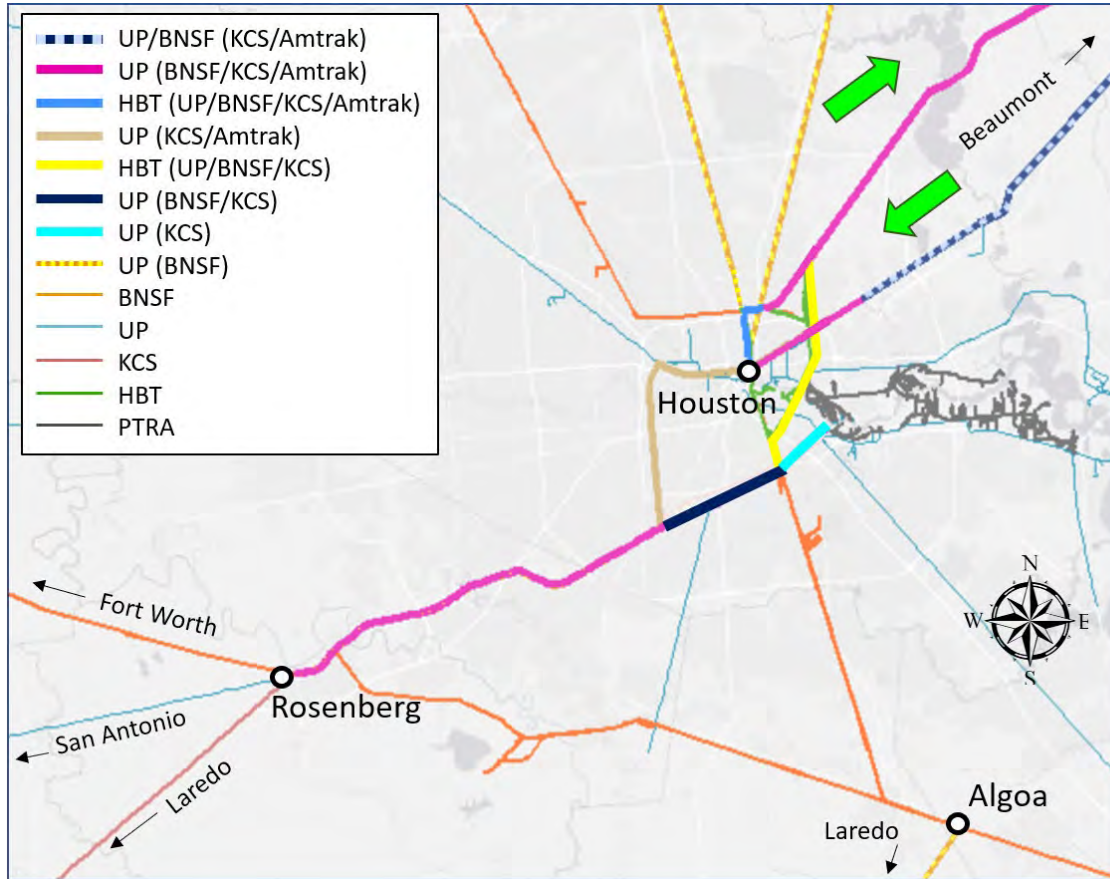 UP/BNSF (KCS/Amtrak)
UP (BNSF/KCS/Amtrak)
HBT (UP/BNSF/KCS/Amtrak)
UP (KCS/Amtrak)
HBT (UP/BNSF/KCS)
UP (BNSF/KCS)
UP (KCS)
UP (BNSF)
BNSF
UP
KCS
HBT
PTRA
Beaumont
Houston
Fort Worth
San Antonio
Laredo
Rosenberg
N
W
E
S
Algoa
Laredo